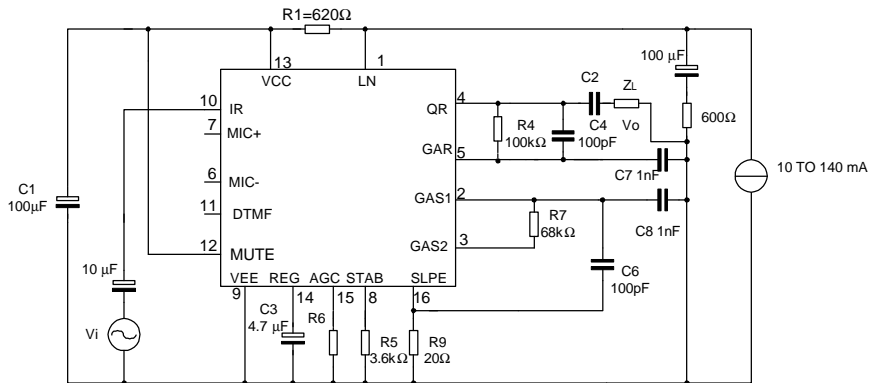 R1=620Ω
13
1
VCC
LN
100 μF
10
IR
7
MIC+
6
MIC-
11
DTMF
12
MUTE
C1
100μF
10 μF
Vi
QR
4
C2
ZL
R4
100kΩ
C4
100pF
Vo
600Ω
GAR
5
C7 1nF
10 TO 140 mA
GAS1
2
R7
68kΩ
C8 1nF
GAS2
3
C6
100pF
VEE REG AGC STAB SLPE
9
14
15
8
16
C3
4.7 μF
R6
R5
3.6kΩ
R9
20Ω